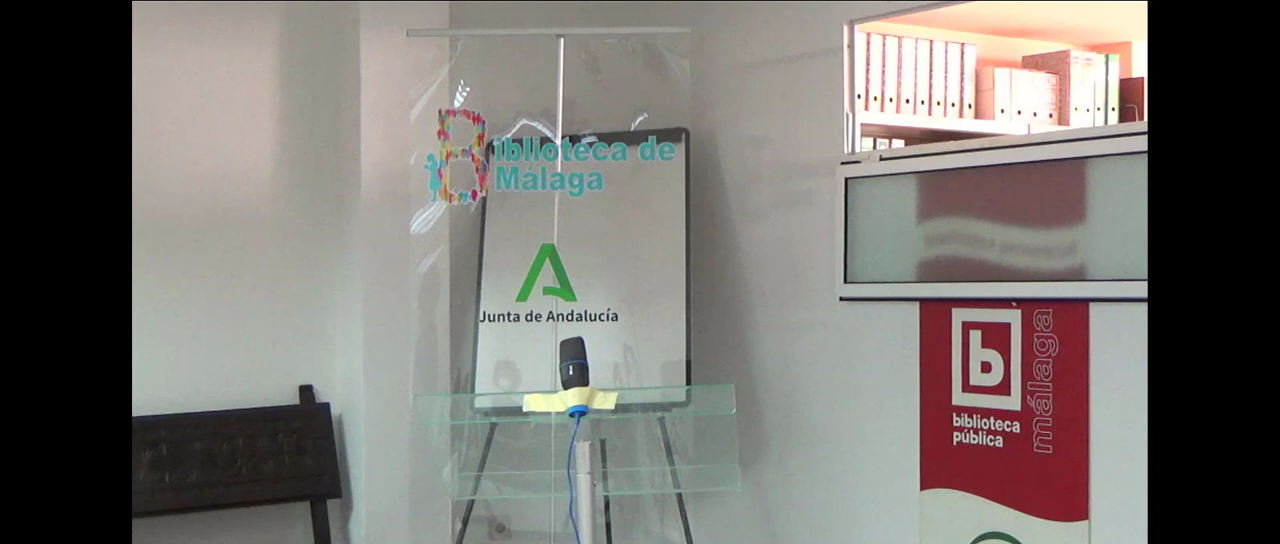 Biblioteca de
Málaga
Junta de Andalucía
b
málaga
biblioteca
pública